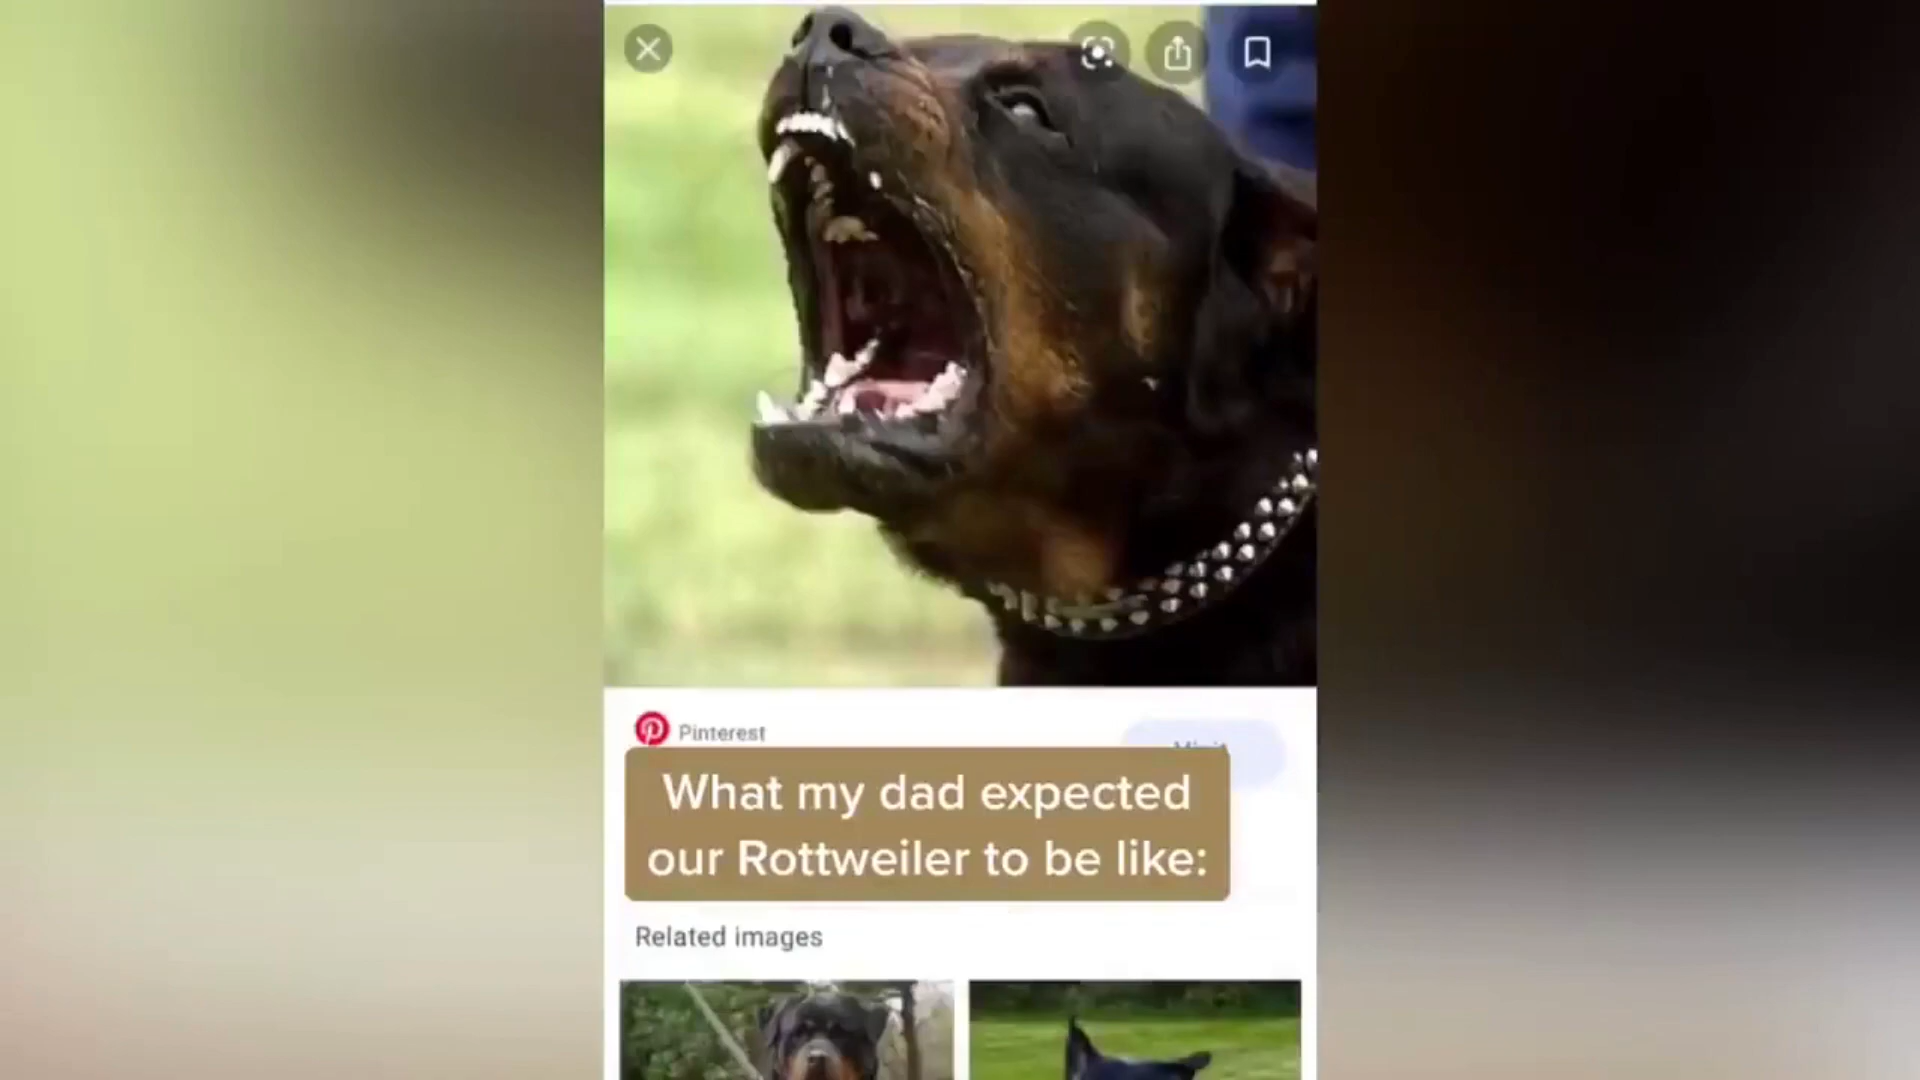 Pinterest
What my dad expected
our Rottweiler to be like:
Related images